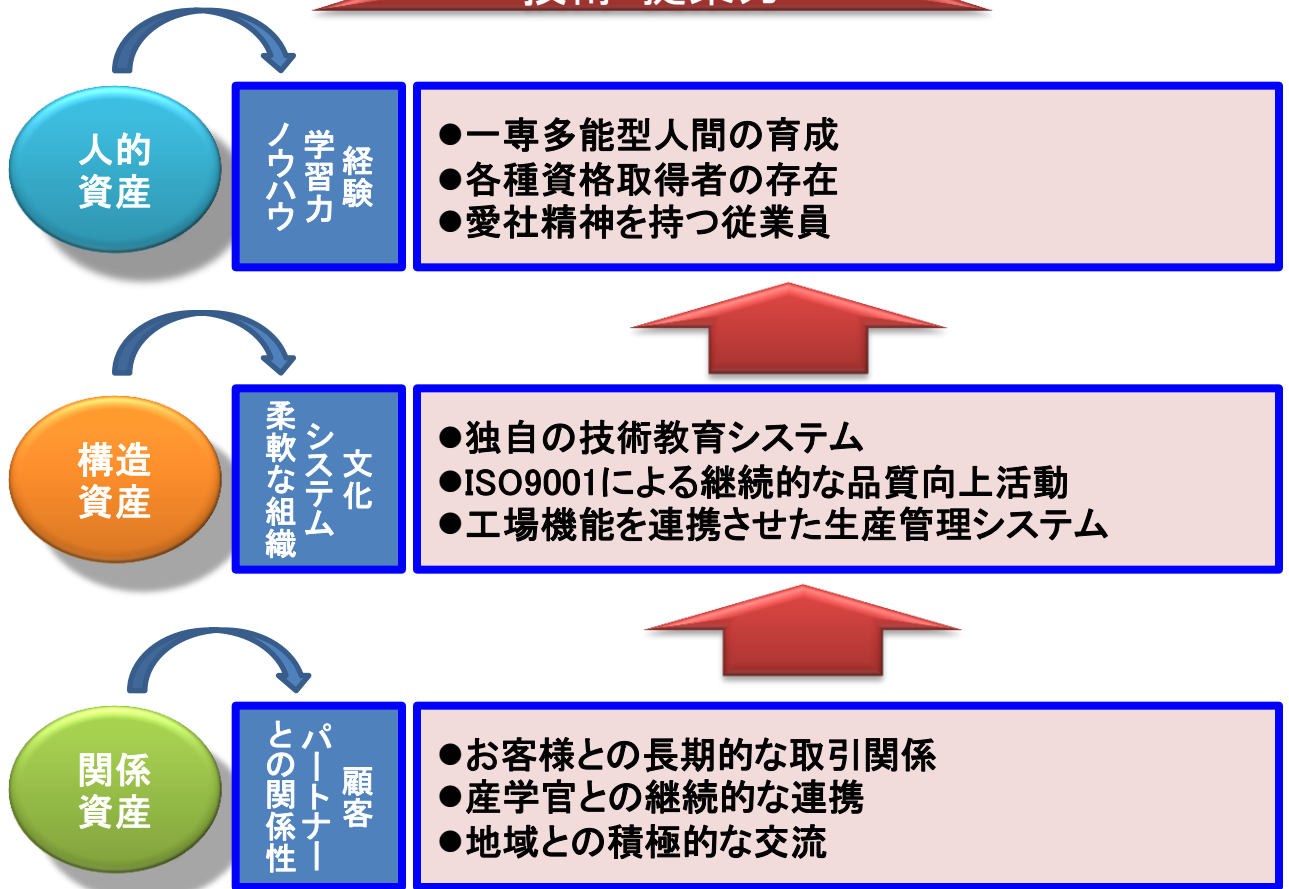 人的
資産
経験
学習力
ノウハウ
●一専多能型人間の育成
●各種資格取得者の存在
●愛社精神を持つ従業員
構造
資産
文化
システム
柔軟な組織
●独自の技術教育システム
●ISO9001による継続的な品質向上活動
●工場機能を連携させた生産管理システム
関係
資産
顧客
パートナー
との関係性
●お客様との長期的な取引関係
●産学官との継続的な連携
●地域との積極的な交流